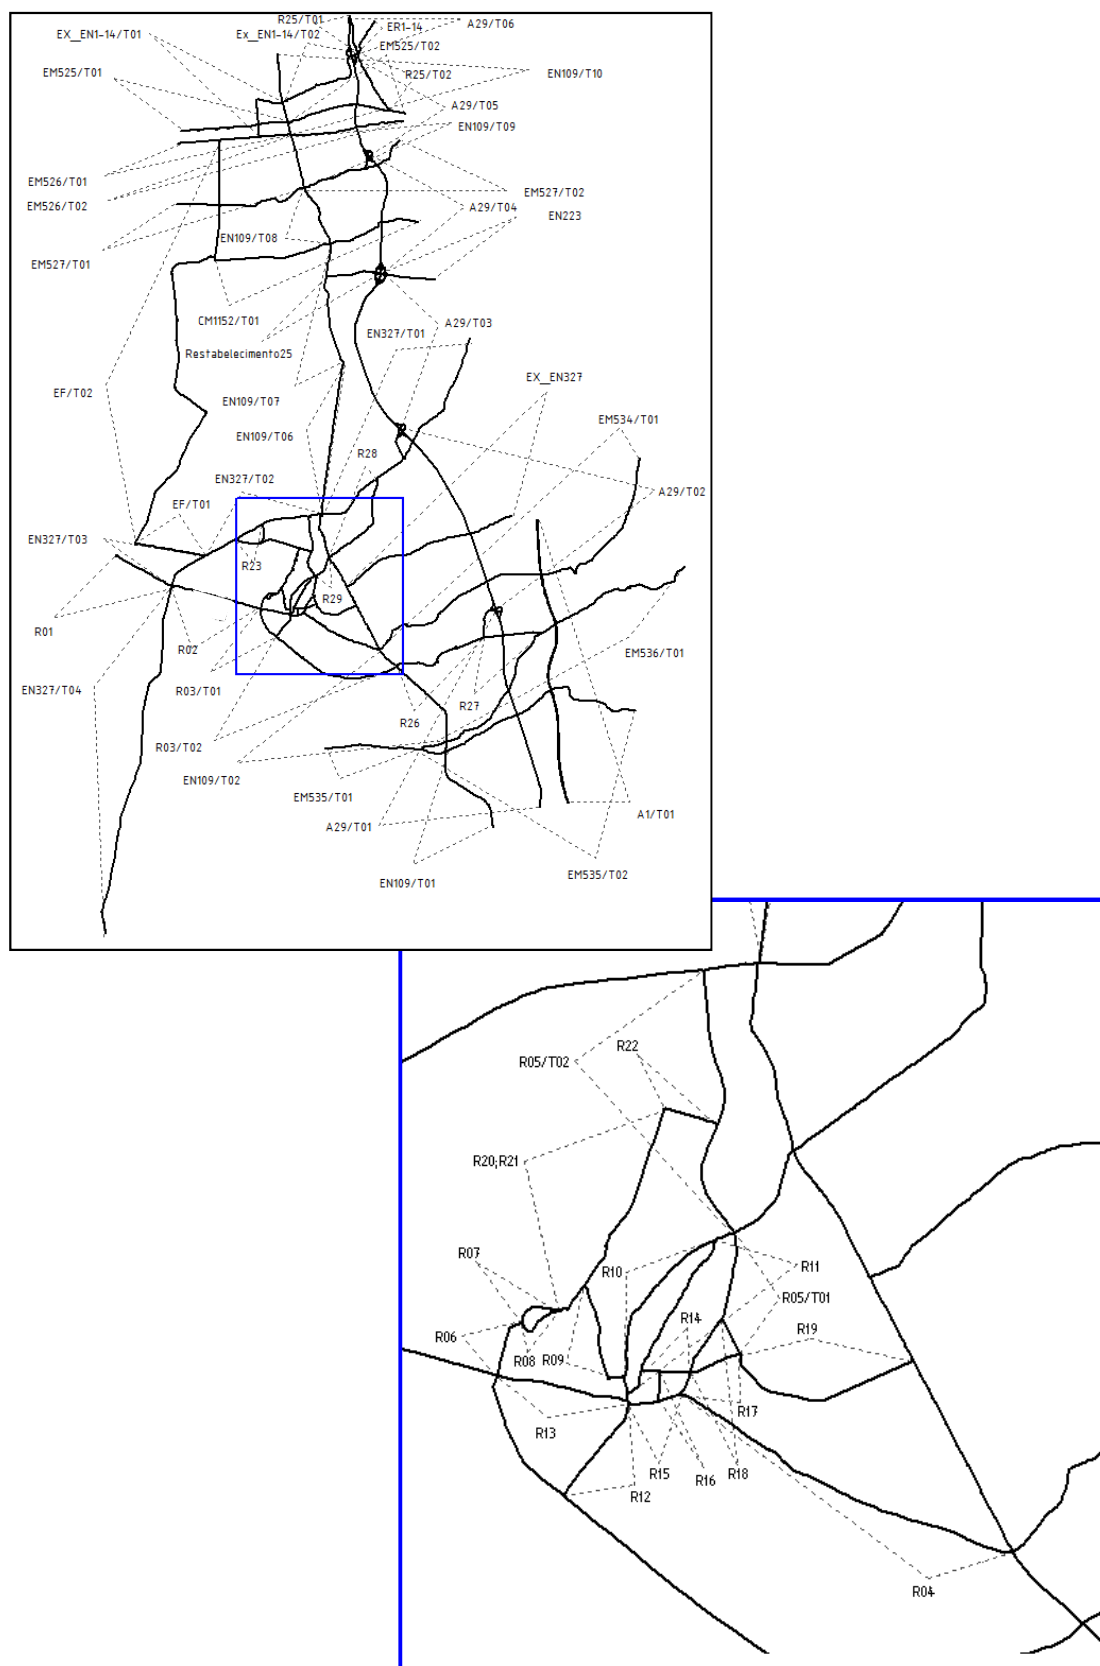 R25/T01
A29/T06
ER1-14
EX_EN1-14/T01
Ex_EN1-14/T02
EM525/T02
EM525/T01
R25/T02
EN109/T10
A29/T05
EN109/T09
EM526/T01
EM527/T02
EM526/T02
A29/T04
EN223
EN109/T08
EM527/T01
CM1152/T01
A29/T03
EN327/T01
Restabelecimento25
EX_EN327
EF/T02
EN109/T07
EM534/T01
EN109/T06
R28
EN327/T02
A29/T02
EF/T01
EN327/T03
R23
R29
R01
R02
EM536/T01
EN327/T04
R03/T01
R27
R26
R03/T02
EN109/T02
EM535/T01
A29/T01
A1/T01
EM535/T02
EN109/T01
R22
R05/T02
R20;R21
R07
R10
R11
R05/T01
R14
R06
R19
R08
R09
R17
R13
R15
R16
R18
R12
R04